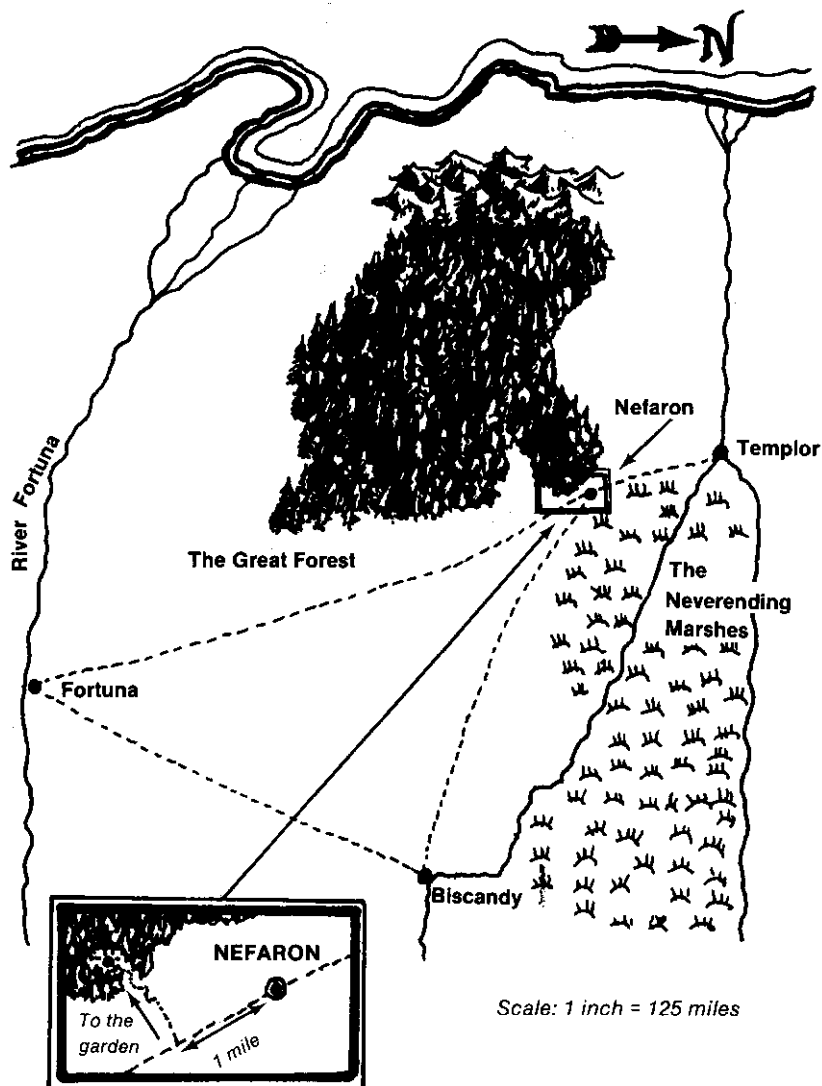 N
Nefaron
Templor
River Fortuna
The Great Forest
The
Neverending
Marshes
Fortuna
Biscandy
NEFARON
To the
garden
1 mile
Scale: 1 inch = 125 miles